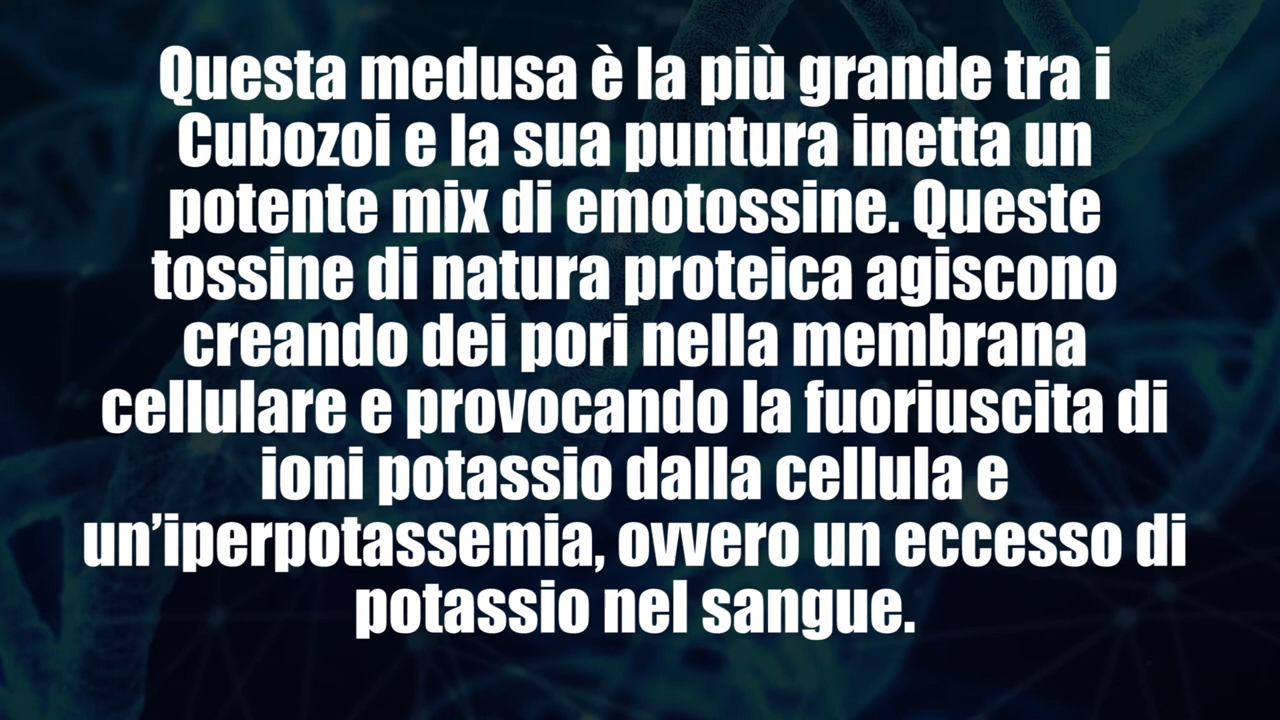 Questa medusa è la più grande tra i
Cubozoi e la sua puntura inetta un
potente mix di emotossine. Queste
tossine di natura proteica agiscono
creando dei pori nella membrana
cellulare e provocando la fuoriuscita di
ioni potassio dalla cellula e
un’iperpotassemia, ovvero un eccesso di
potassio nel sangue.